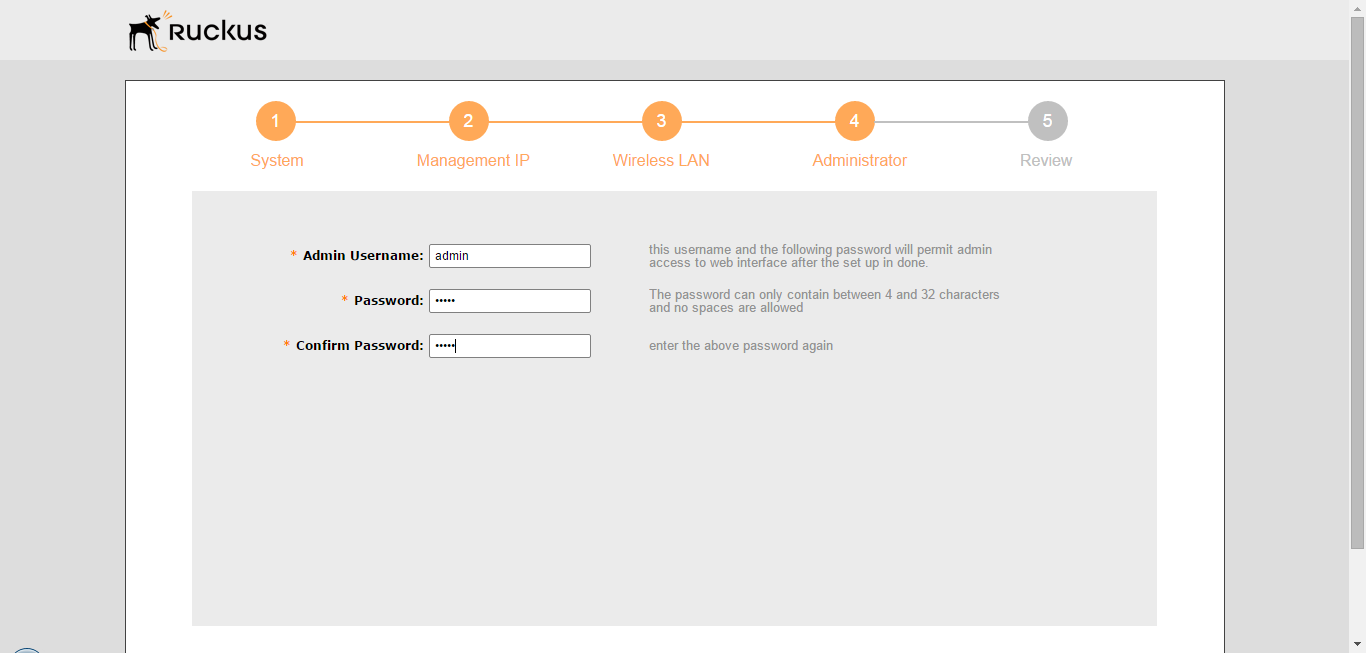 RUCKUS
1 2 3 4 5
System Management IP Wireless LAN Administrator Review
* Admin Username: admin
this username and the following password will permit admin
access to web interface after the set up in done.
* Password: •••••
The password can only contain between 4 and 32 characters
and no spaces are allowed
* Confirm Password: •••••
enter the above password again